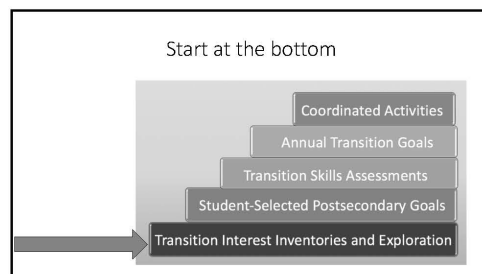 Start at the bottom
Coordinated Activities
Annual Transition Goals
Transition Skills Assessments
Student-Selected Postsecondary Goals
Transition Interest Inventories and Exploration